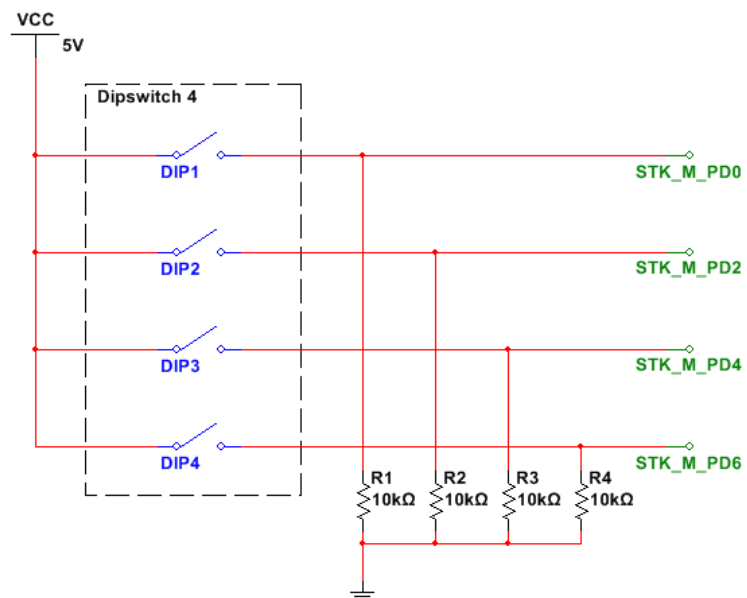 VCC
5V
Dipswitch 4
DIP1
STK_M_PD0
DIP2
STK_M_PD2
DIP3
STK_M_PD4
DIP4
STK_M_PD6
R1
10kΩ
R2
10kΩ
R3
10kΩ
R4
10kΩ